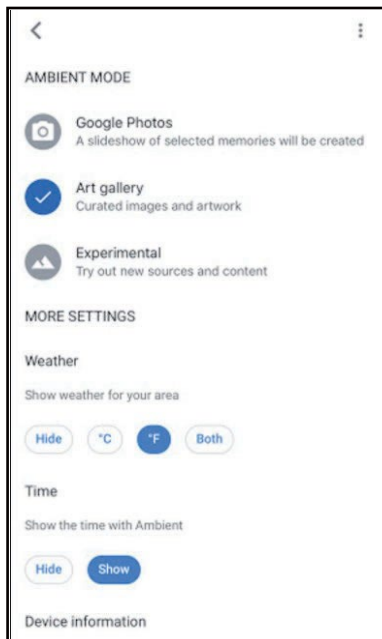 AMBIENT MODE
Google Photos
A slideshow of selected memories will be created
Art gallery
Curated images and artwork
Experimental
Try out new sources and content
MORE SETTINGS
Weather
Show weather for your area
Hide °C °F Both
Time
Show the time with Ambient
Hide Show
Device information